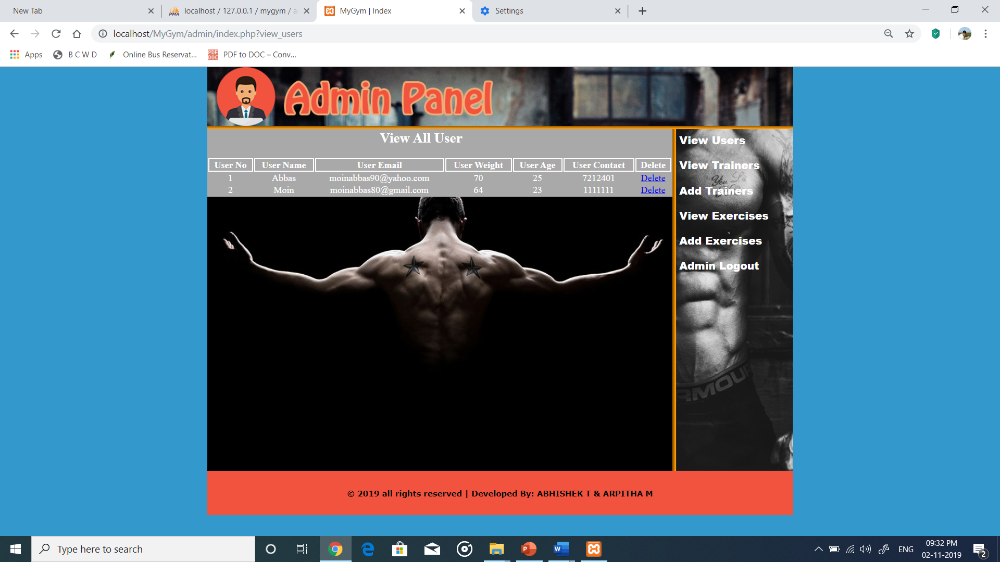 New Tab
localhost / 127.0.0.1 / mygym / a
MyGym | Index
Settings
localhost/MyGym/admin/index.php?view_users
Apps
B C W D
Online Bus Reservat...
PDF DOC
PDF to DOC – Conv...
Admin Panel
View All User
User No User Name User Email User Weight User Age User Contact Delete
1 Abbas moinabbas90@yahoo.com 70 25 7212401 Delete
2 Moin moinabbas80@gmail.com 64 23 1111111 Delete
View Users
View Trainers
Add Trainers
View Exercises
Add Exercises
Admin Logout
RMOU
© 2019 all rights reserved | Developed By: ABHISHEK T & ARPITHA M
Type here to search
ENG
09:32 PM
02-11-2019
2